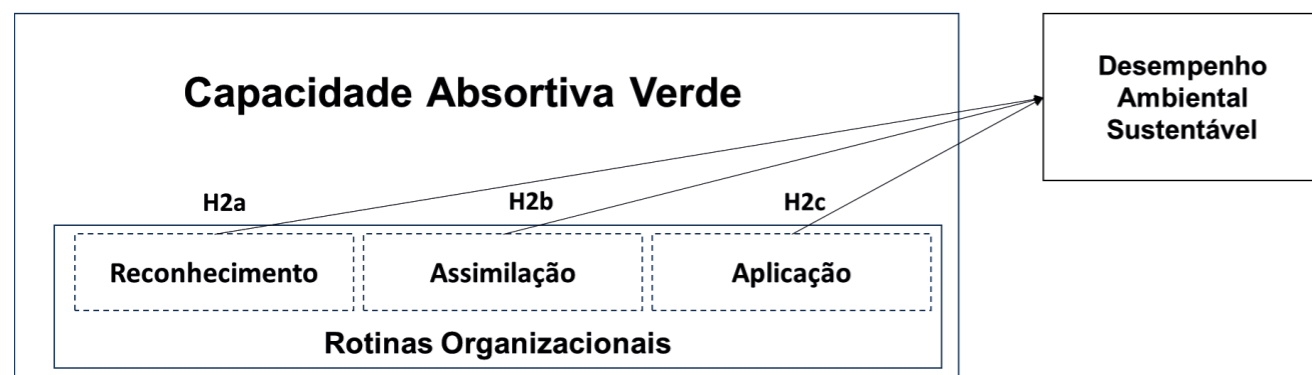 Capacidade Absortiva Verde
Desempenho
Ambiental
Sustentável
H2a
H2b
H2c
Reconhecimento
Assimilação
Aplicação
Rotinas Organizacionais